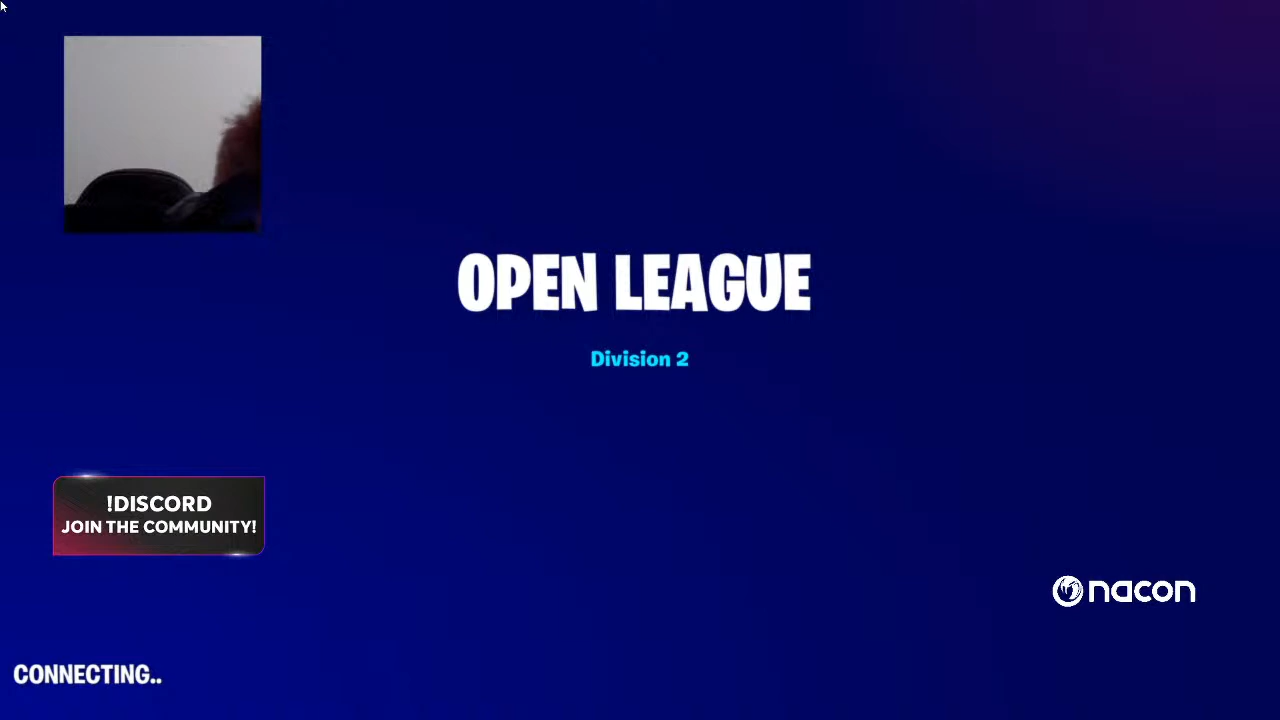 OPEN LEAGUE
Division 2
!DISCORD
JOIN THE COMMUNITY!
nacon
CONNECTING..